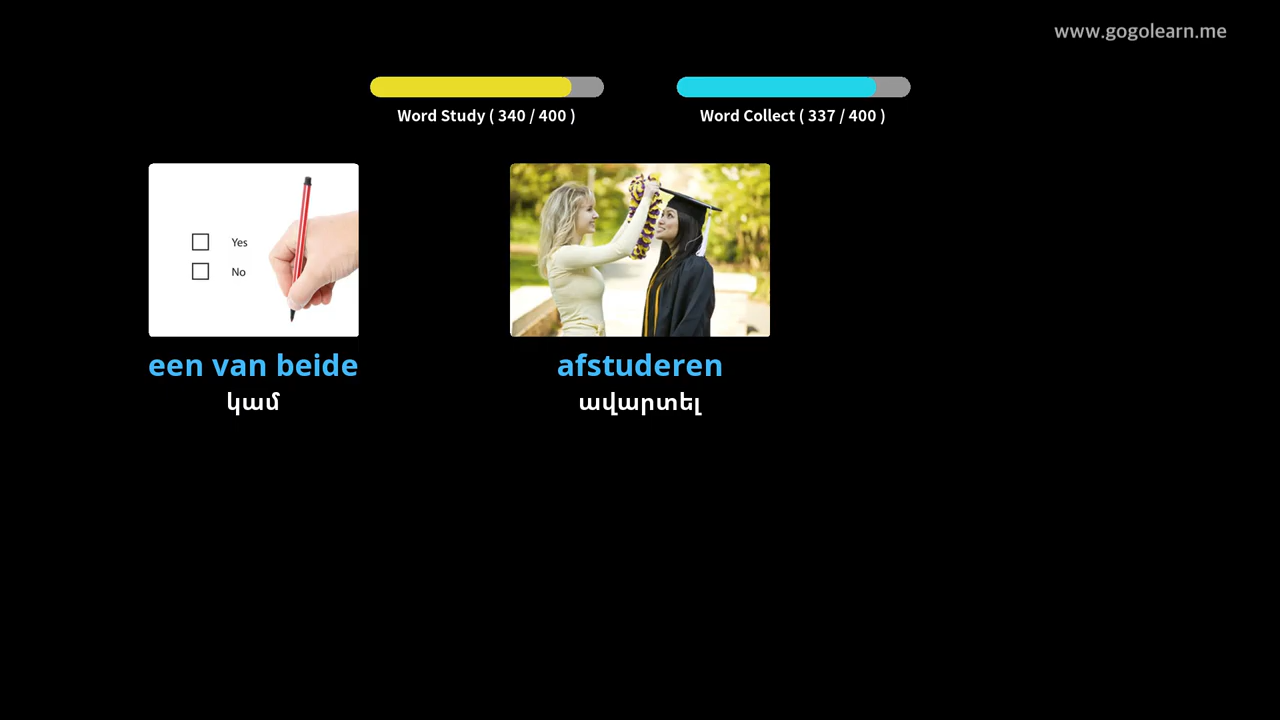 www.gogolearn.me
Word Study ( 340 / 400 )
Word Collect ( 337 / 400 )
Yes
No
een van beide
կամ
afstuderen
ավարտել